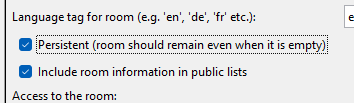 Language tag for room (e.g. 'en', 'de', 'fr' etc.):
Persistent (room should remain even when it is empty)
Include room information in public lists
Access to the room: